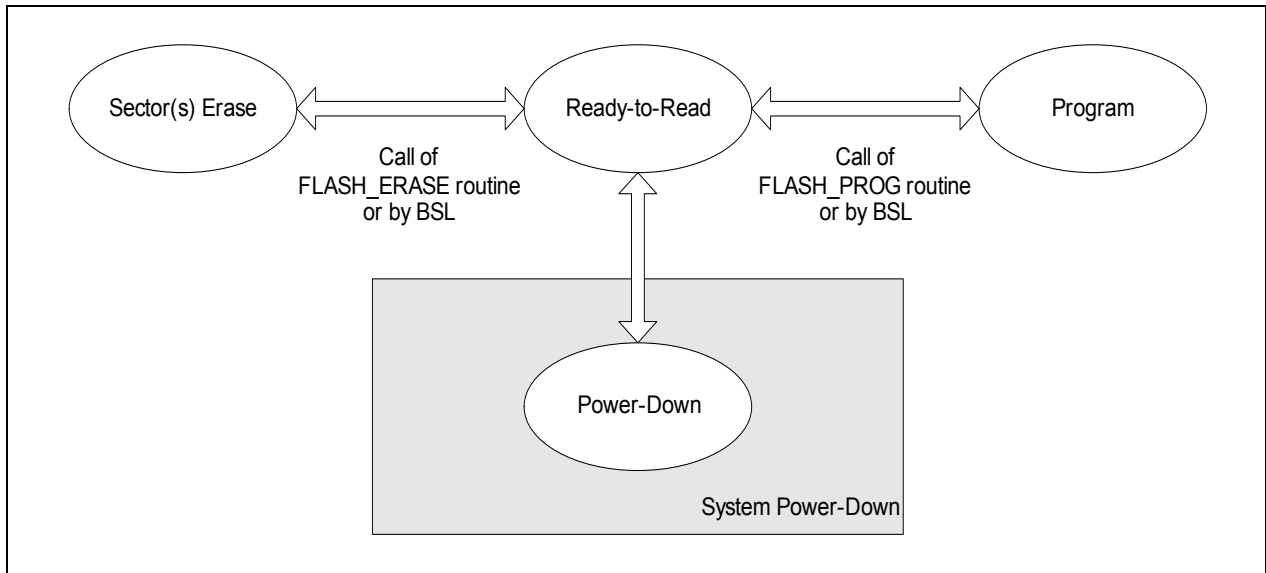 Sector(s) Erase
Ready-to-Read
Program
Call of
FLASH_ERASE routine
or by BSL
Call of
FLASH_PROG routine
or by BSL
Power-Down
System Power-Down